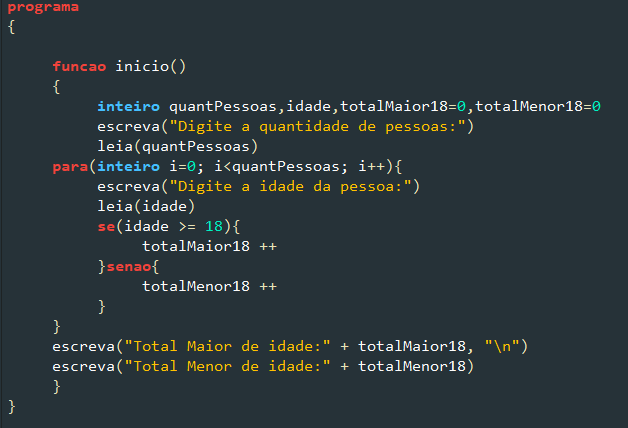 programa
{
funcao inicio()
{
inteiro quantPessoas,idade,totalMaior18=0,totalMenor18=0
escreva("Digite a quantidade de pessoas:")
leia(quantPessoas)
para(inteiro i=0; i<quantPessoas; i++){
escreva("Digite a idade da pessoa:")
leia(idade)
se(idade >= 18){
totalMaior18 ++
}senao{
totalMenor18 ++
}
}
escreva("Total Maior de idade:" + totalMaior18, "\n")
escreva("Total Menor de idade:" + totalMenor18)
}
}